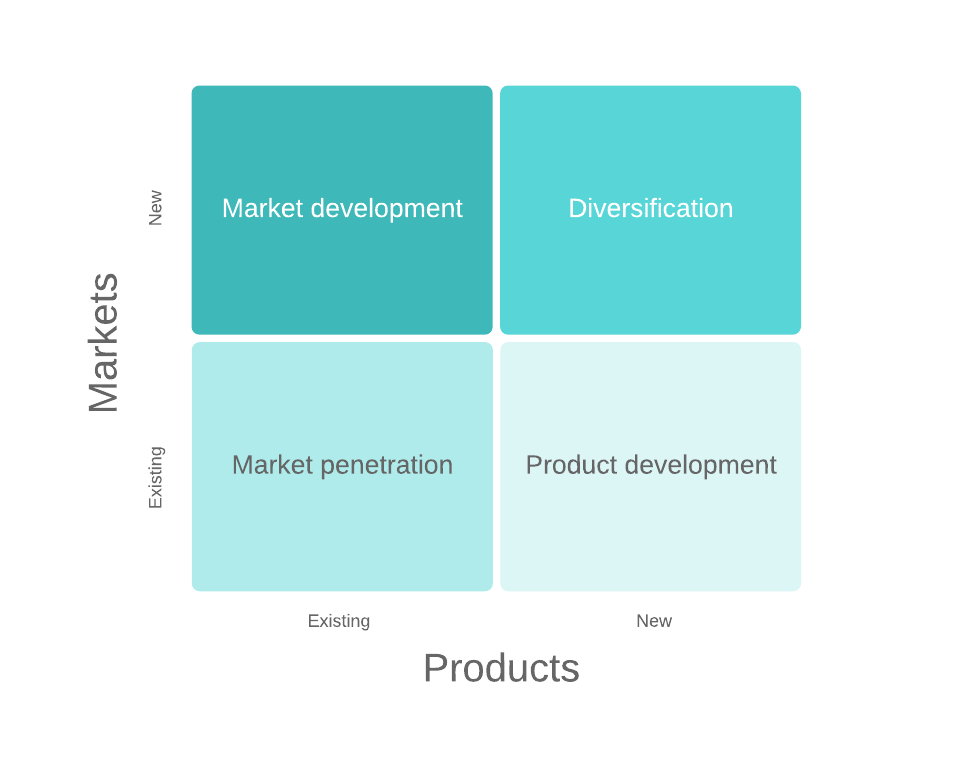 New
Market development
Diversification
Markets
Existing
Market penetration
Product development
Existing
New
Products